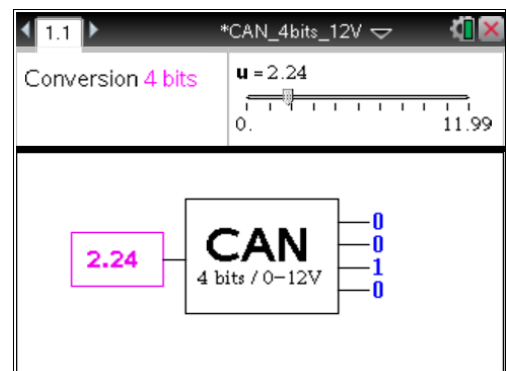 1.1
*CAN_4bits_12V
Conversion 4 bits
u = 2.24
0.
11.99
2.24
CAN
4 bits / 0-12V
0
0
1
0